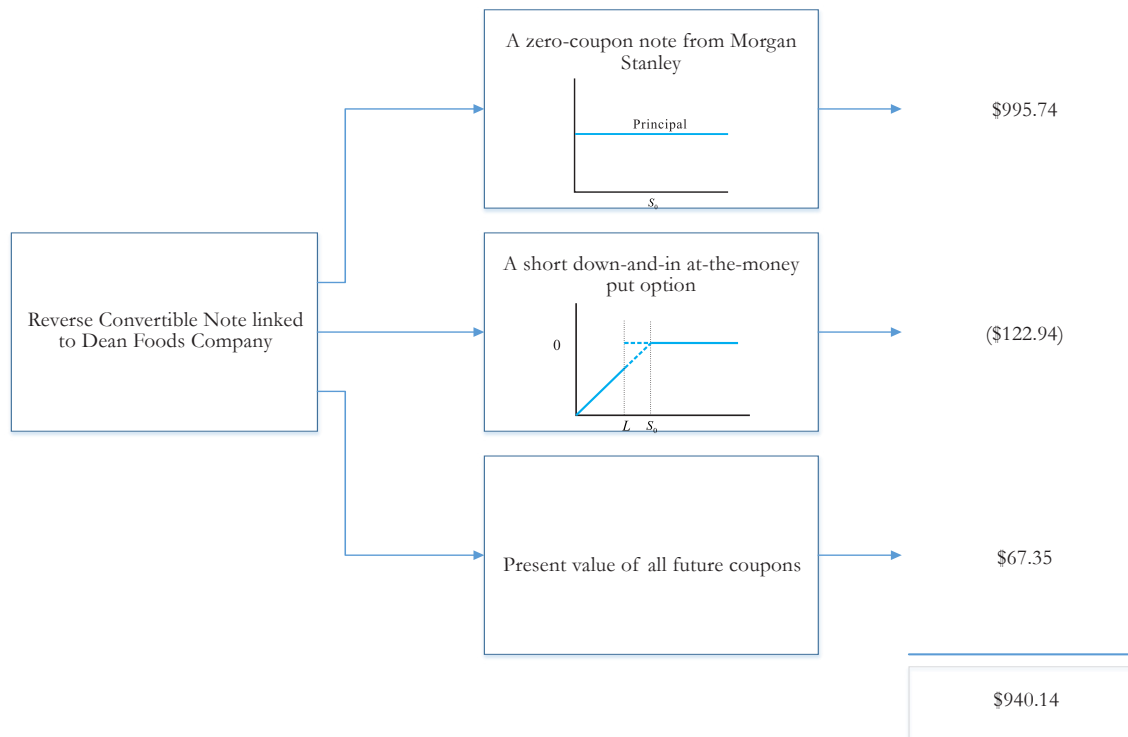 A zero-coupon note from Morgan
Stanley
Principal
S₀
$995.74
Reverse Convertible Note linked
to Dean Foods Company
A short down-and-in at-the-money
put option
0
L S₀
($122.94)
Present value of all future coupons
$67.35
$940.14